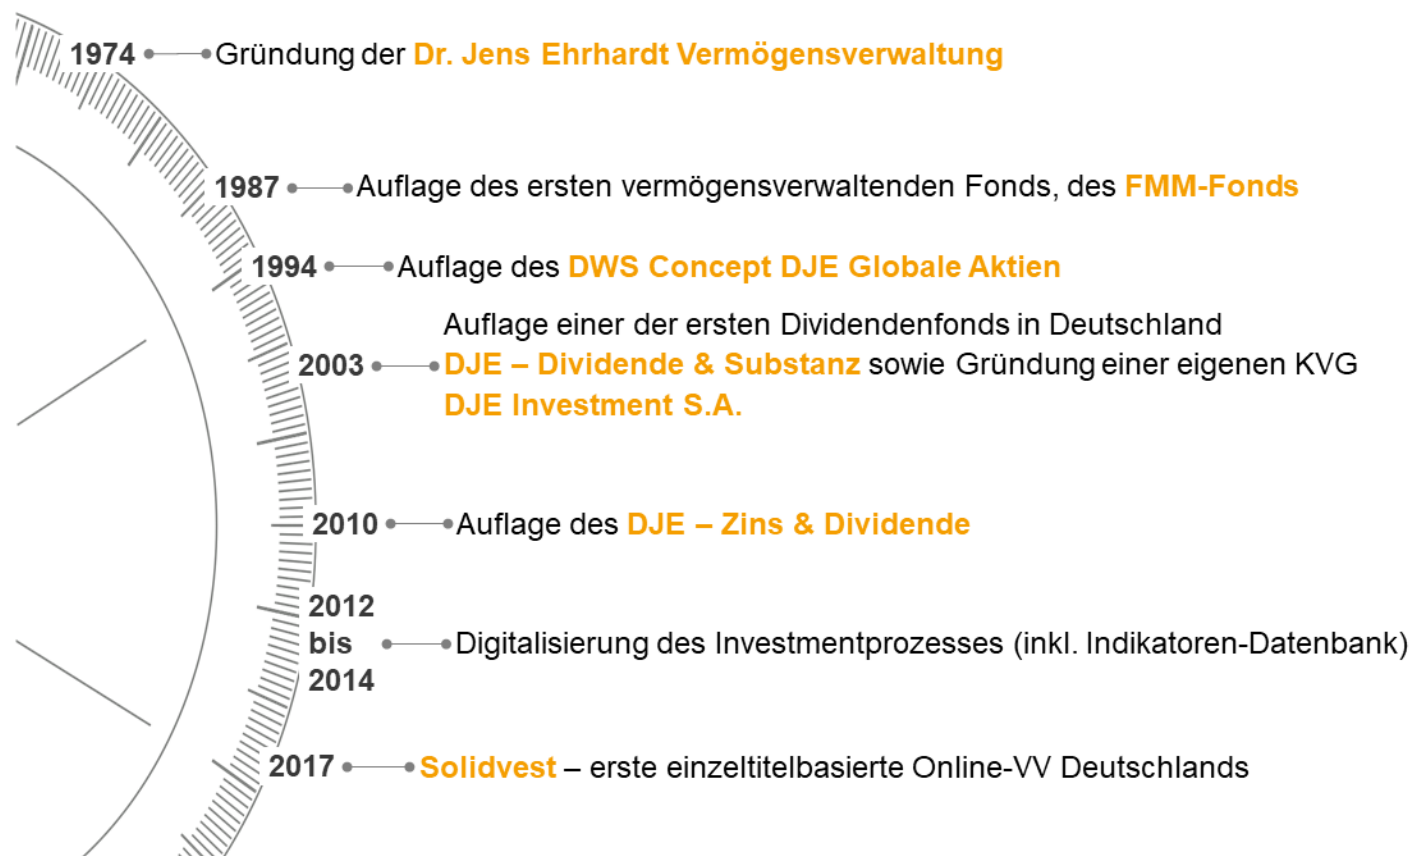 1974 Gründung der Dr. Jens Ehrhardt Vermögensverwaltung
1987 Auflage des ersten vermögensverwaltenden Fonds, des FMM-Fonds
1994 Auflage des DWS Concept DJE Globale Aktien
Auflage einer der ersten Dividendenfonds in Deutschland
2003 DJE – Dividende & Substanz sowie Gründung einer eigenen KVG
DJE Investment S.A.
2010 Auflage des DJE – Zins & Dividende
2012
bis Digitalisierung des Investmentprozesses (inkl. Indikatoren-Datenbank)
2014
2017 Solidvest – erste einzeltitelbasierte Online-VV Deutschlands